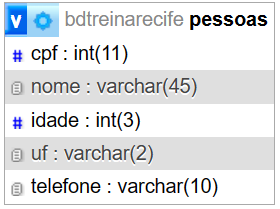 v bdtreinarecife pessoas
# cpf : int(11)
nome : varchar(45)
# idade : int(3)
uf : varchar(2)
telefone : varchar(10)